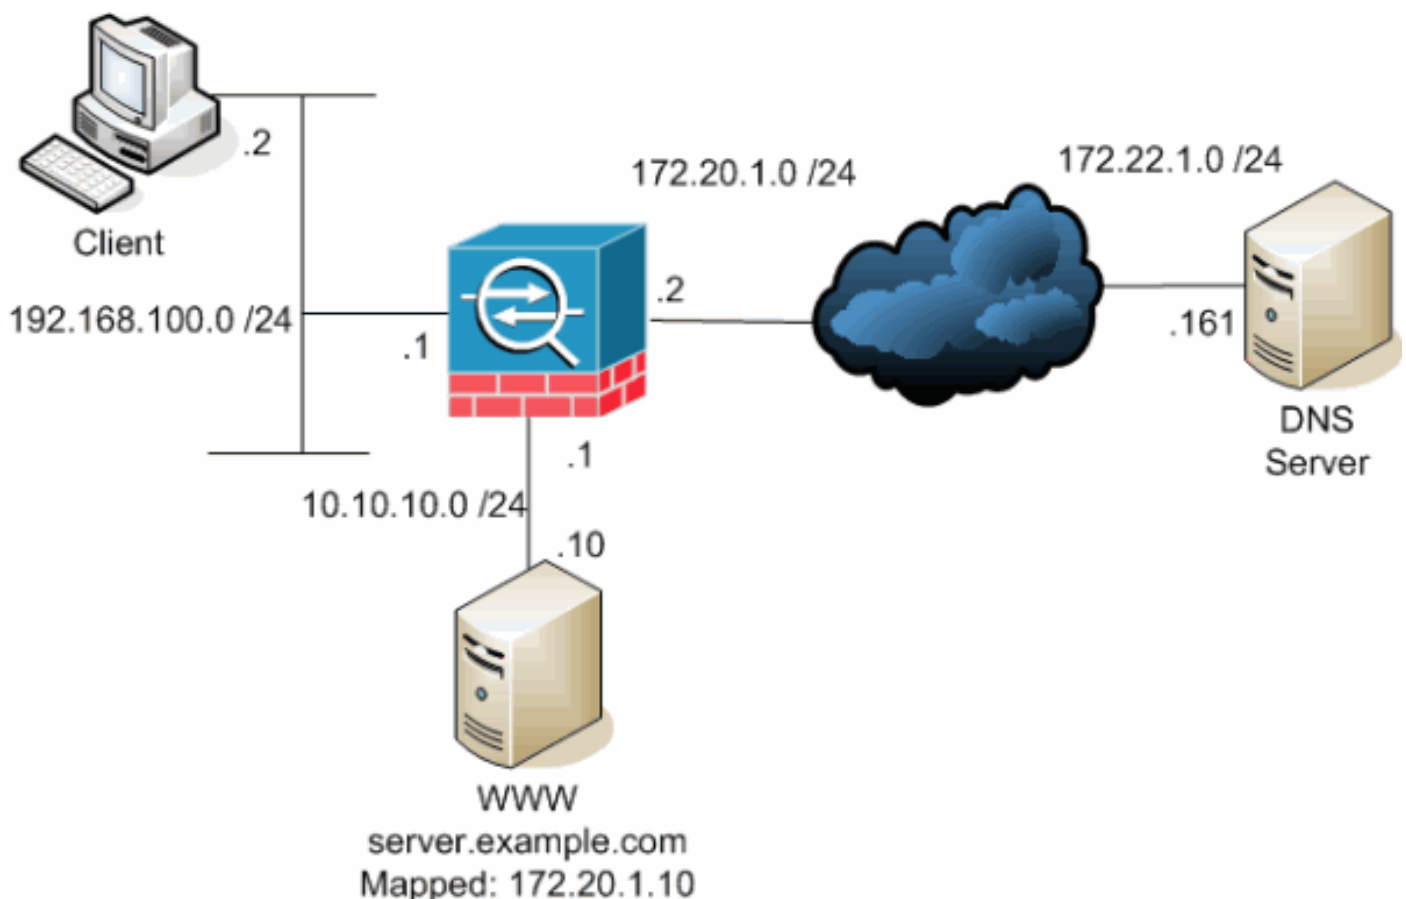 .2
172.20.1.0 /24
172.22.1.0 /24
Client
192.168.100.0 /24
.1
.2
.161
DNS
Server
.1
10.10.10.0 /24
.10
WWW
server.example.com
Mapped: 172.20.1.10